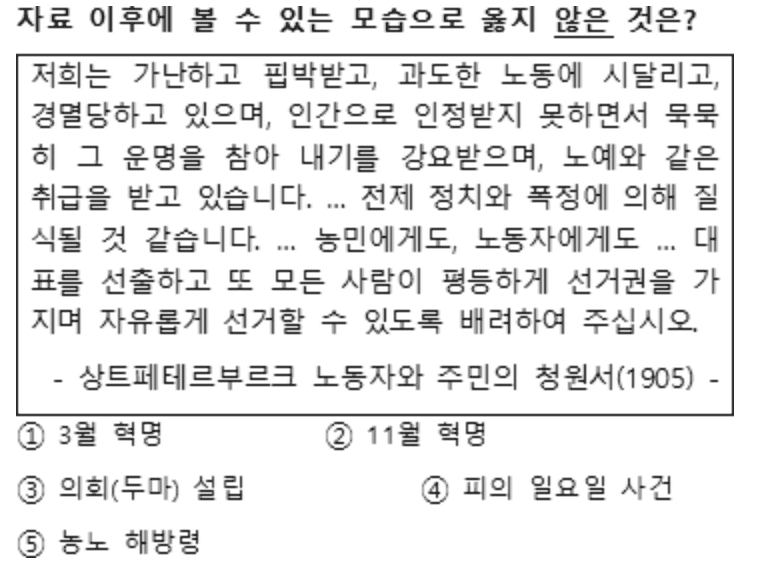 자료 이후에 볼 수 있는 모습으로 옳지 않은 것은?
저희는 가난하고 핍박받고, 과도한 노동에 시달리고,
경멸당하고 있으며, 인간으로 인정받지 못하면서 묵묵
히 그 운명을 참아 내기를 강요받으며, 노예와 같은
취급을 받고 있습니다. ... 전제 정치와 폭정에 의해 질
식될 것 같습니다. ... 농민에게도, 노동자에게도 ... 대
표를 선출하고 또 모든 사람이 평등하게 선거권을 가
지며 자유롭게 선거할 수 있도록 배려하여 주십시오.
- 상트페테르부르크 노동자와 주민의 청원서(1905) -
① 3월 혁명 ② 11월 혁명
③ 의회(두마) 설립 ④ 피의 일요일 사건
⑤ 농노 해방령